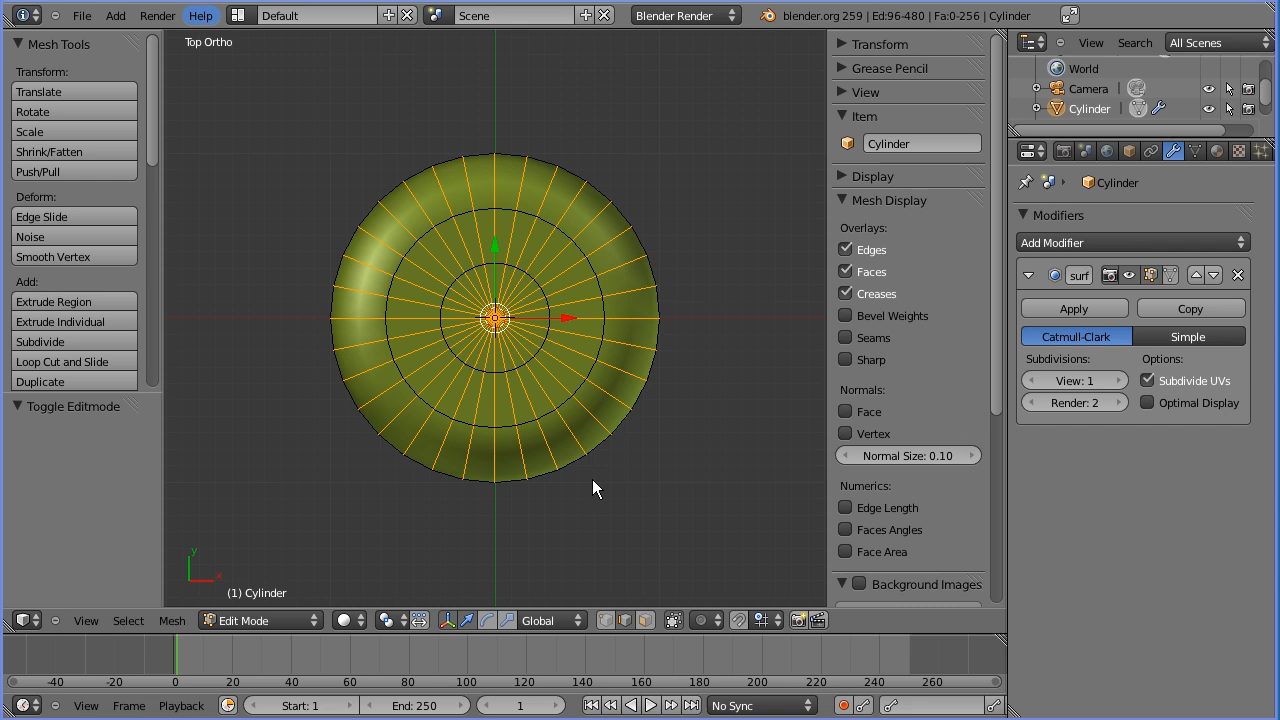 File Add Render Help Default Scene Blender Render blender.org 259 | Ed:96-480 | Fa:0-256 | Cylinder
Mesh Tools
Transform:
Translate
Rotate
Scale
Shrink/Fatten
Push/Pull
Deform:
Edge Slide
Noise
Smooth Vertex
Add:
Extrude Region
Extrude Individual
Subdivide
Loop Cut and Slide
Duplicate
Toggle Editmode
Top Ortho
y
x
(1) Cylinder
Transform
Grease Pencil
View
Item
Cylinder
Display
Mesh Display
Overlays:
Edges
Faces
Creases
Bevel Weights
Seams
Sharp
Normals:
Face
Vertex
Normal Size: 0.10
Numerics:
Edge Length
Faces Angles
Face Area
Background Images
View Search All Scenes
World
Camera
Cylinder
Cylinder
Modifiers
Add Modifier
surf
Apply Copy
Catmull-Clark Simple
Subdivisions: Options:
View: 1 Subdivide UVs
Render: 2 Optimal Display
View Select Mesh Edit Mode Global
-40 -20 0 20 40 60 80 100 120 140 160 180 200 220 240 260
View Frame Playback Start: 1 End: 250 1 No Sync